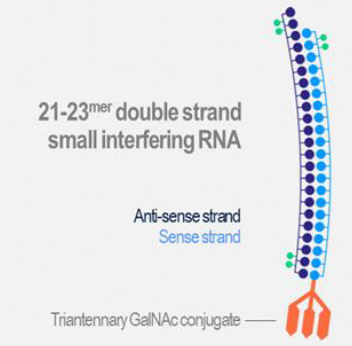 21-23mer double strand
small interfering RNA
Anti-sense strand
Sense strand
Triantennary GalNAc conjugate